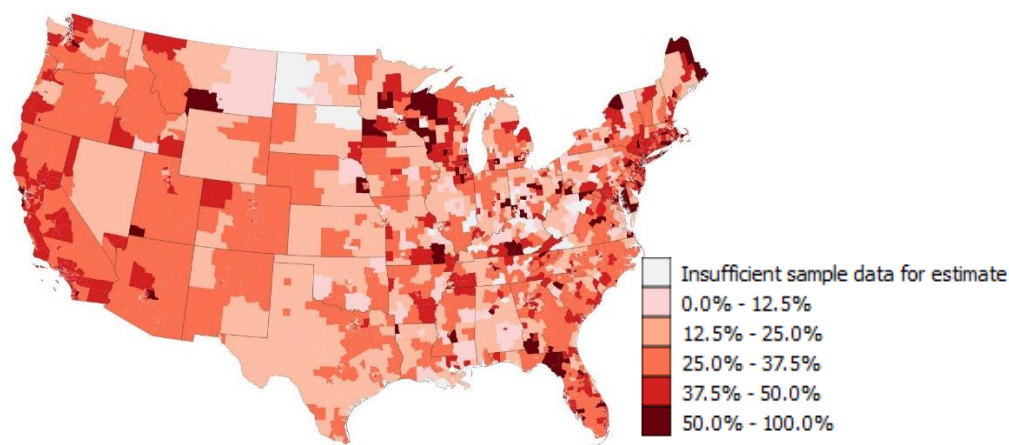 Insufficient sample data for estimate
0.0% - 12.5%
12.5% - 25.0%
25.0% - 37.5%
37.5% - 50.0%
50.0% - 100.0%